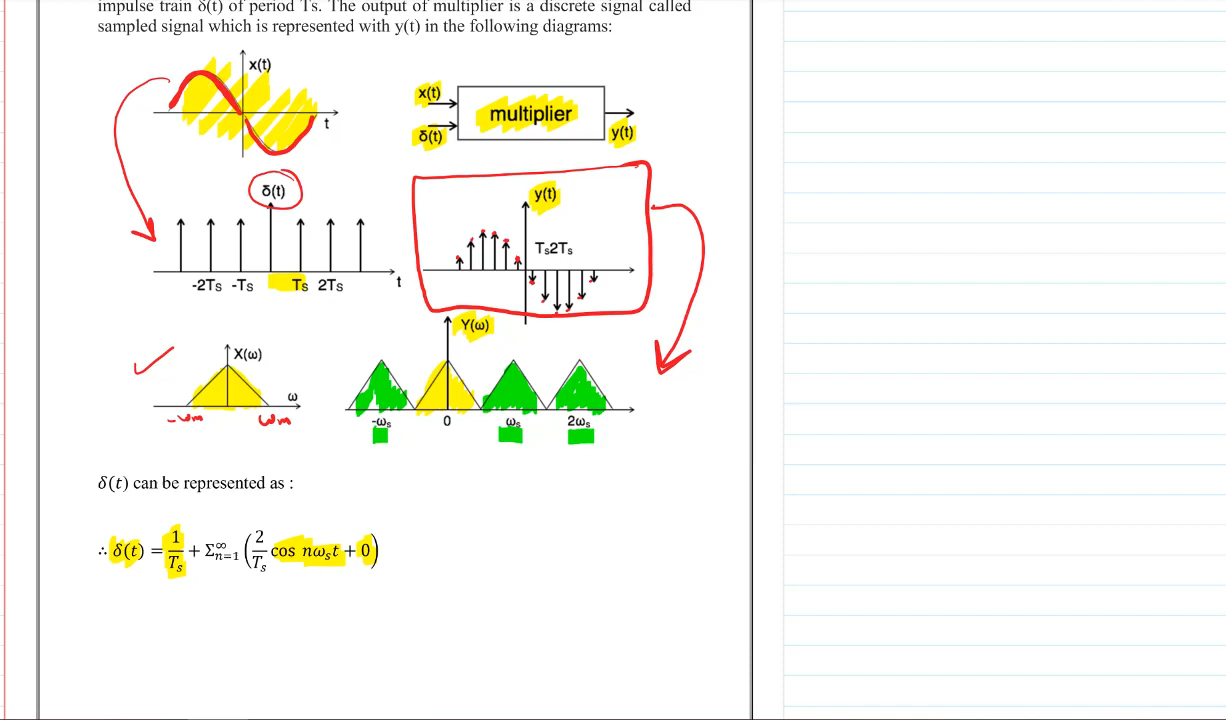 impulse train δ(t) of period Ts. The output of multiplier is a discrete signal called
sampled signal which is represented with y(t) in the following diagrams:
x(t)
t
x(t)
δ(t)
multiplier
y(t)
δ(t)
-2Ts -Ts Ts 2Ts t
y(t)
Ts2Ts
X(ω)
ω
-ωm ωm
Y(ω)
-ωs 0 ωs 2ωs
δ(t) can be represented as :
∴ δ(t) = 1/Ts + Σ∞n=1 (2/Ts cos nωst + 0)